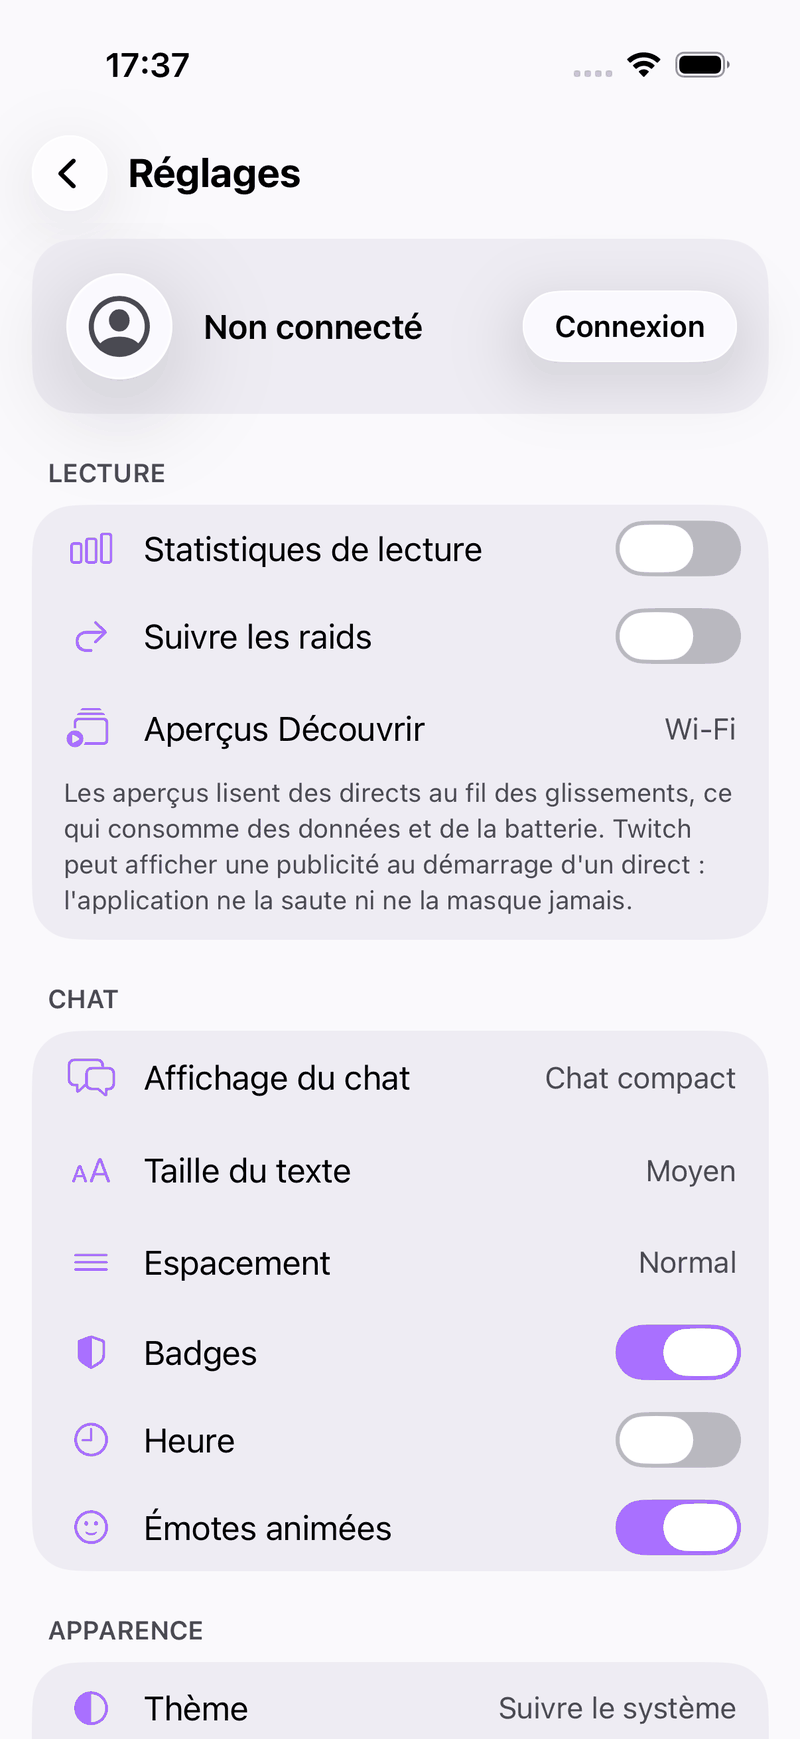 17:37
Réglages
Non connecté
Connexion
LECTURE
Statistiques de lecture
Suivre les raids
Aperçus Découvrir
Wi-Fi
Les aperçus lisent des directs au fil des glissements, ce
qui consomme des données et de la batterie. Twitch
peut afficher une publicité au démarrage d'un direct :
l'application ne la saute ni ne la masque jamais.
CHAT
Affichage du chat
Chat compact
AA
Taille du texte
Moyen
Espacement
Normal
Badges
Heure
Émotes animées
APPARENCE
Thème
Suivre le système